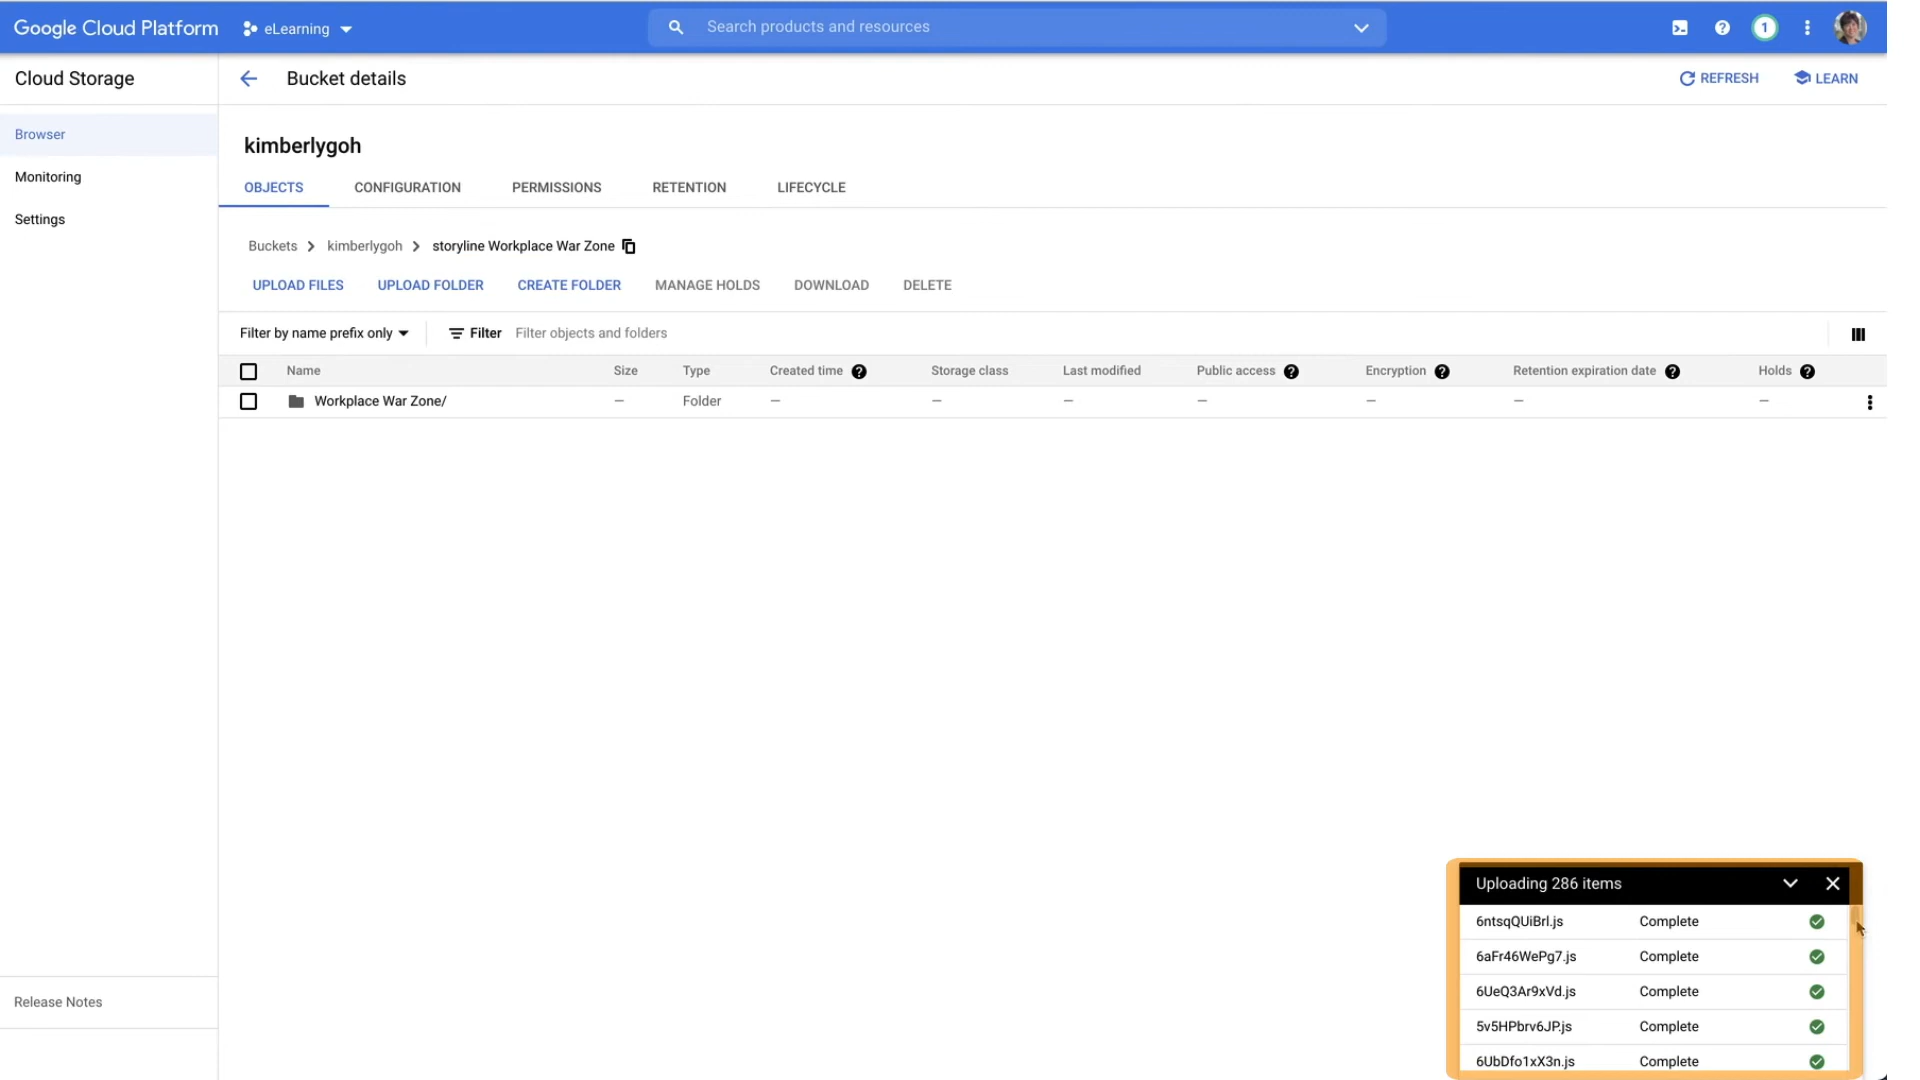 Google Cloud Platform eLearning Search products and resources 1
Cloud Storage Bucket details REFRESH LEARN
Browser
Monitoring
Settings
kimberlygoh
OBJECTS CONFIGURATION PERMISSIONS RETENTION LIFECYCLE
Buckets > kimberlygoh > storyline Workplace War Zone
UPLOAD FILES UPLOAD FOLDER CREATE FOLDER MANAGE HOLDS DOWNLOAD DELETE
Filter by name prefix only Filter Filter objects and folders
Name Size Type Created time Storage class Last modified Public access Encryption Retention expiration date Holds
Workplace War Zone/ — Folder — — — — — — —
Uploading 286 items
6ntsqQUiBrl.js Complete
6aFr46WePg7.js Complete
6UeQ3Ar9xVd.js Complete
5v5HPbrv6JP.js Complete
6UbDfo1xX3n.js Complete
Release Notes